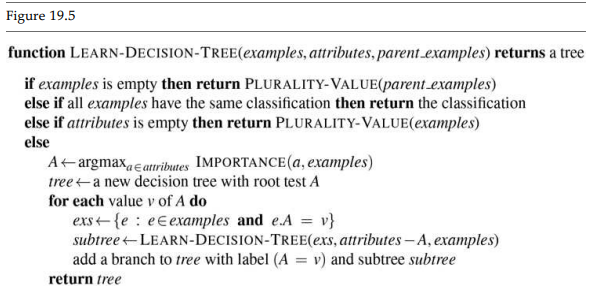 Figure 19.5
function LEARN-DECISION-TREE(examples, attributes, parent_examples) returns a tree
if examples is empty then return PLURALITY-VALUE(parent_examples)
else if all examples have the same classification then return the classification
else if attributes is empty then return PLURALITY-VALUE(examples)
else
A ← argmax a ∈ attributes IMPORTANCE(a, examples)
tree ← a new decision tree with root test A
for each value v of A do
exs ← {e : e ∈ examples and e.A = v}
subtree ← LEARN-DECISION-TREE(exs, attributes − A, examples)
add a branch to tree with label (A = v) and subtree subtree
return tree